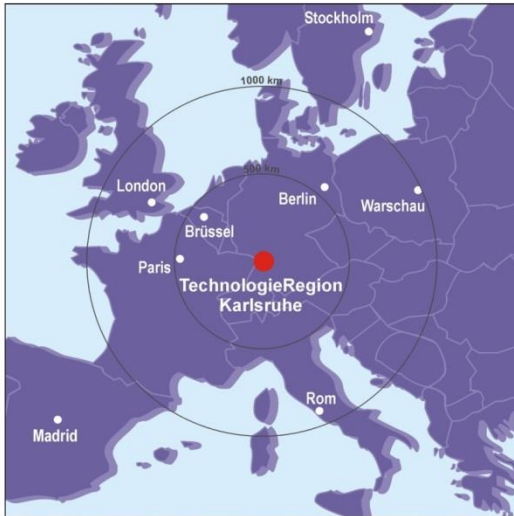 Stockholm
1000 km
500 km
London
Berlin
Warschau
Brüssel
Paris
TechnologieRegion
Karlsruhe
Rom
Madrid